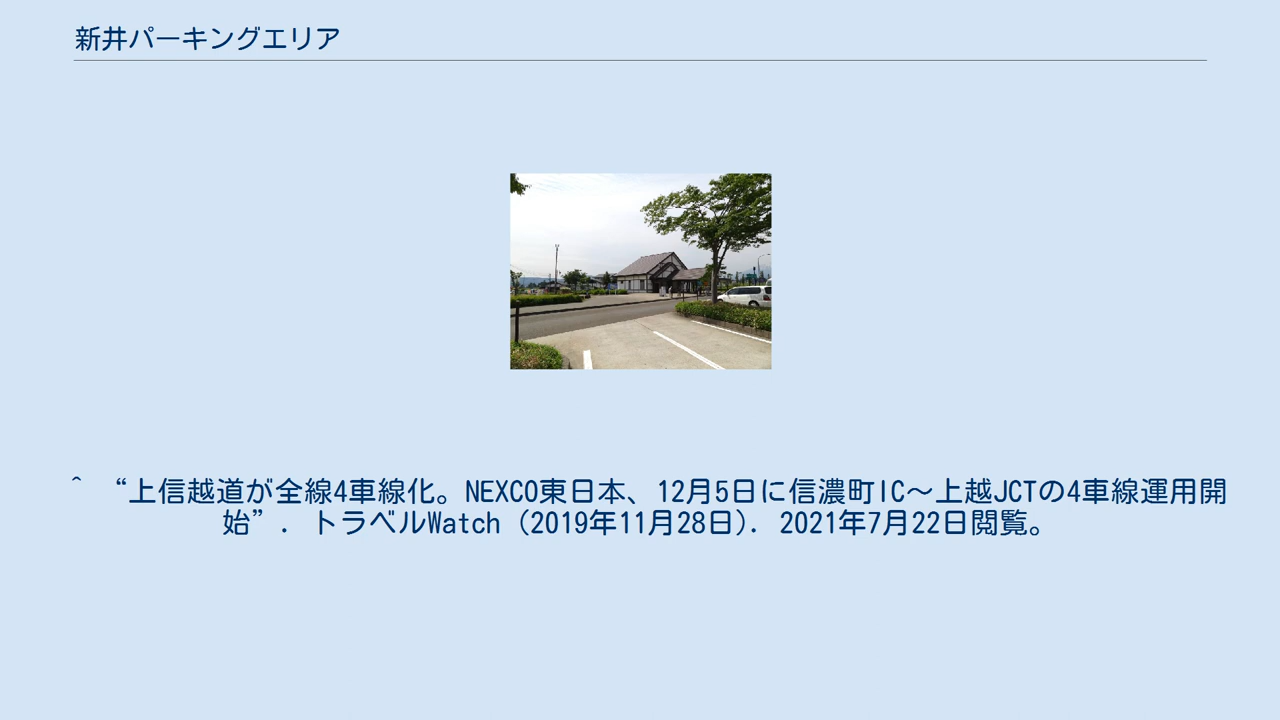 新井パーキングエリア
^ “上信越道が全線4車線化。NEXCO東日本、12月5日に信濃町IC～上越JCTの4車線運用開
始”. トラベルWatch (2019年11月28日). 2021年7月22日閲覧。